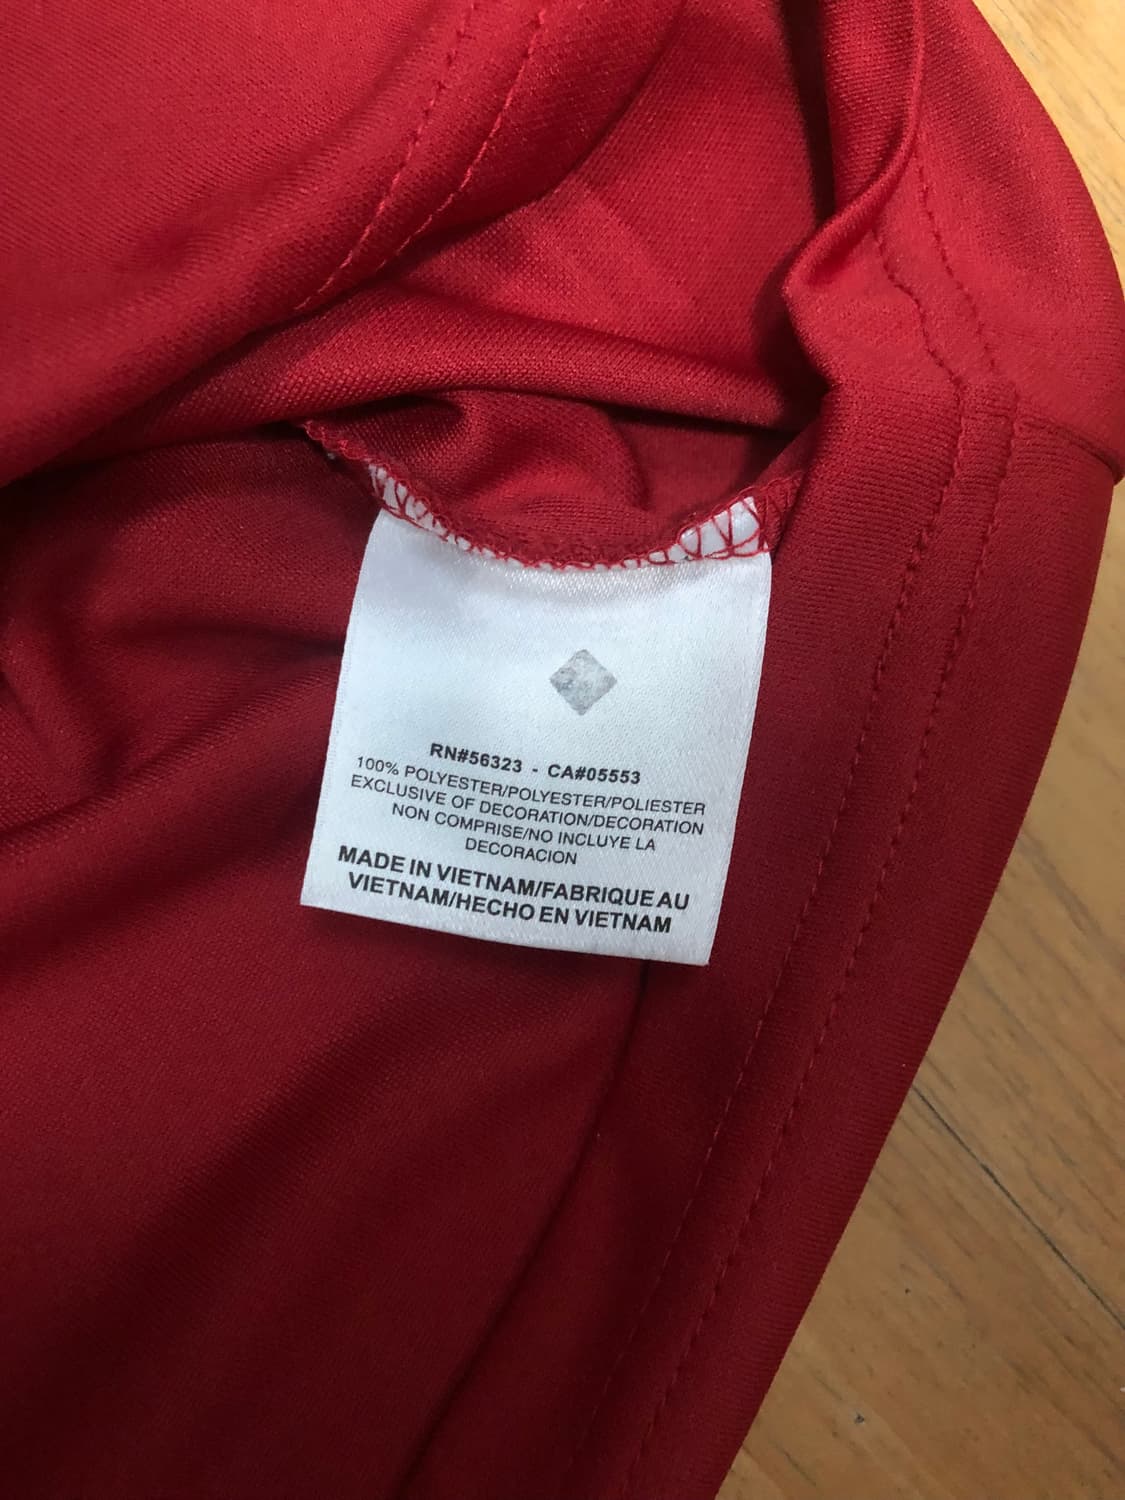 RN#56323 - CA#05553
100% POLYESTER/POLYESTER/POLIESTER
EXCLUSIVE OF DECORATION/DECORATION
NON COMPRISE/NO INCLUYE LA
DECORACION
MADE IN VIETNAM/FABRIQUE AU
VIETNAM/HECHO EN VIETNAM